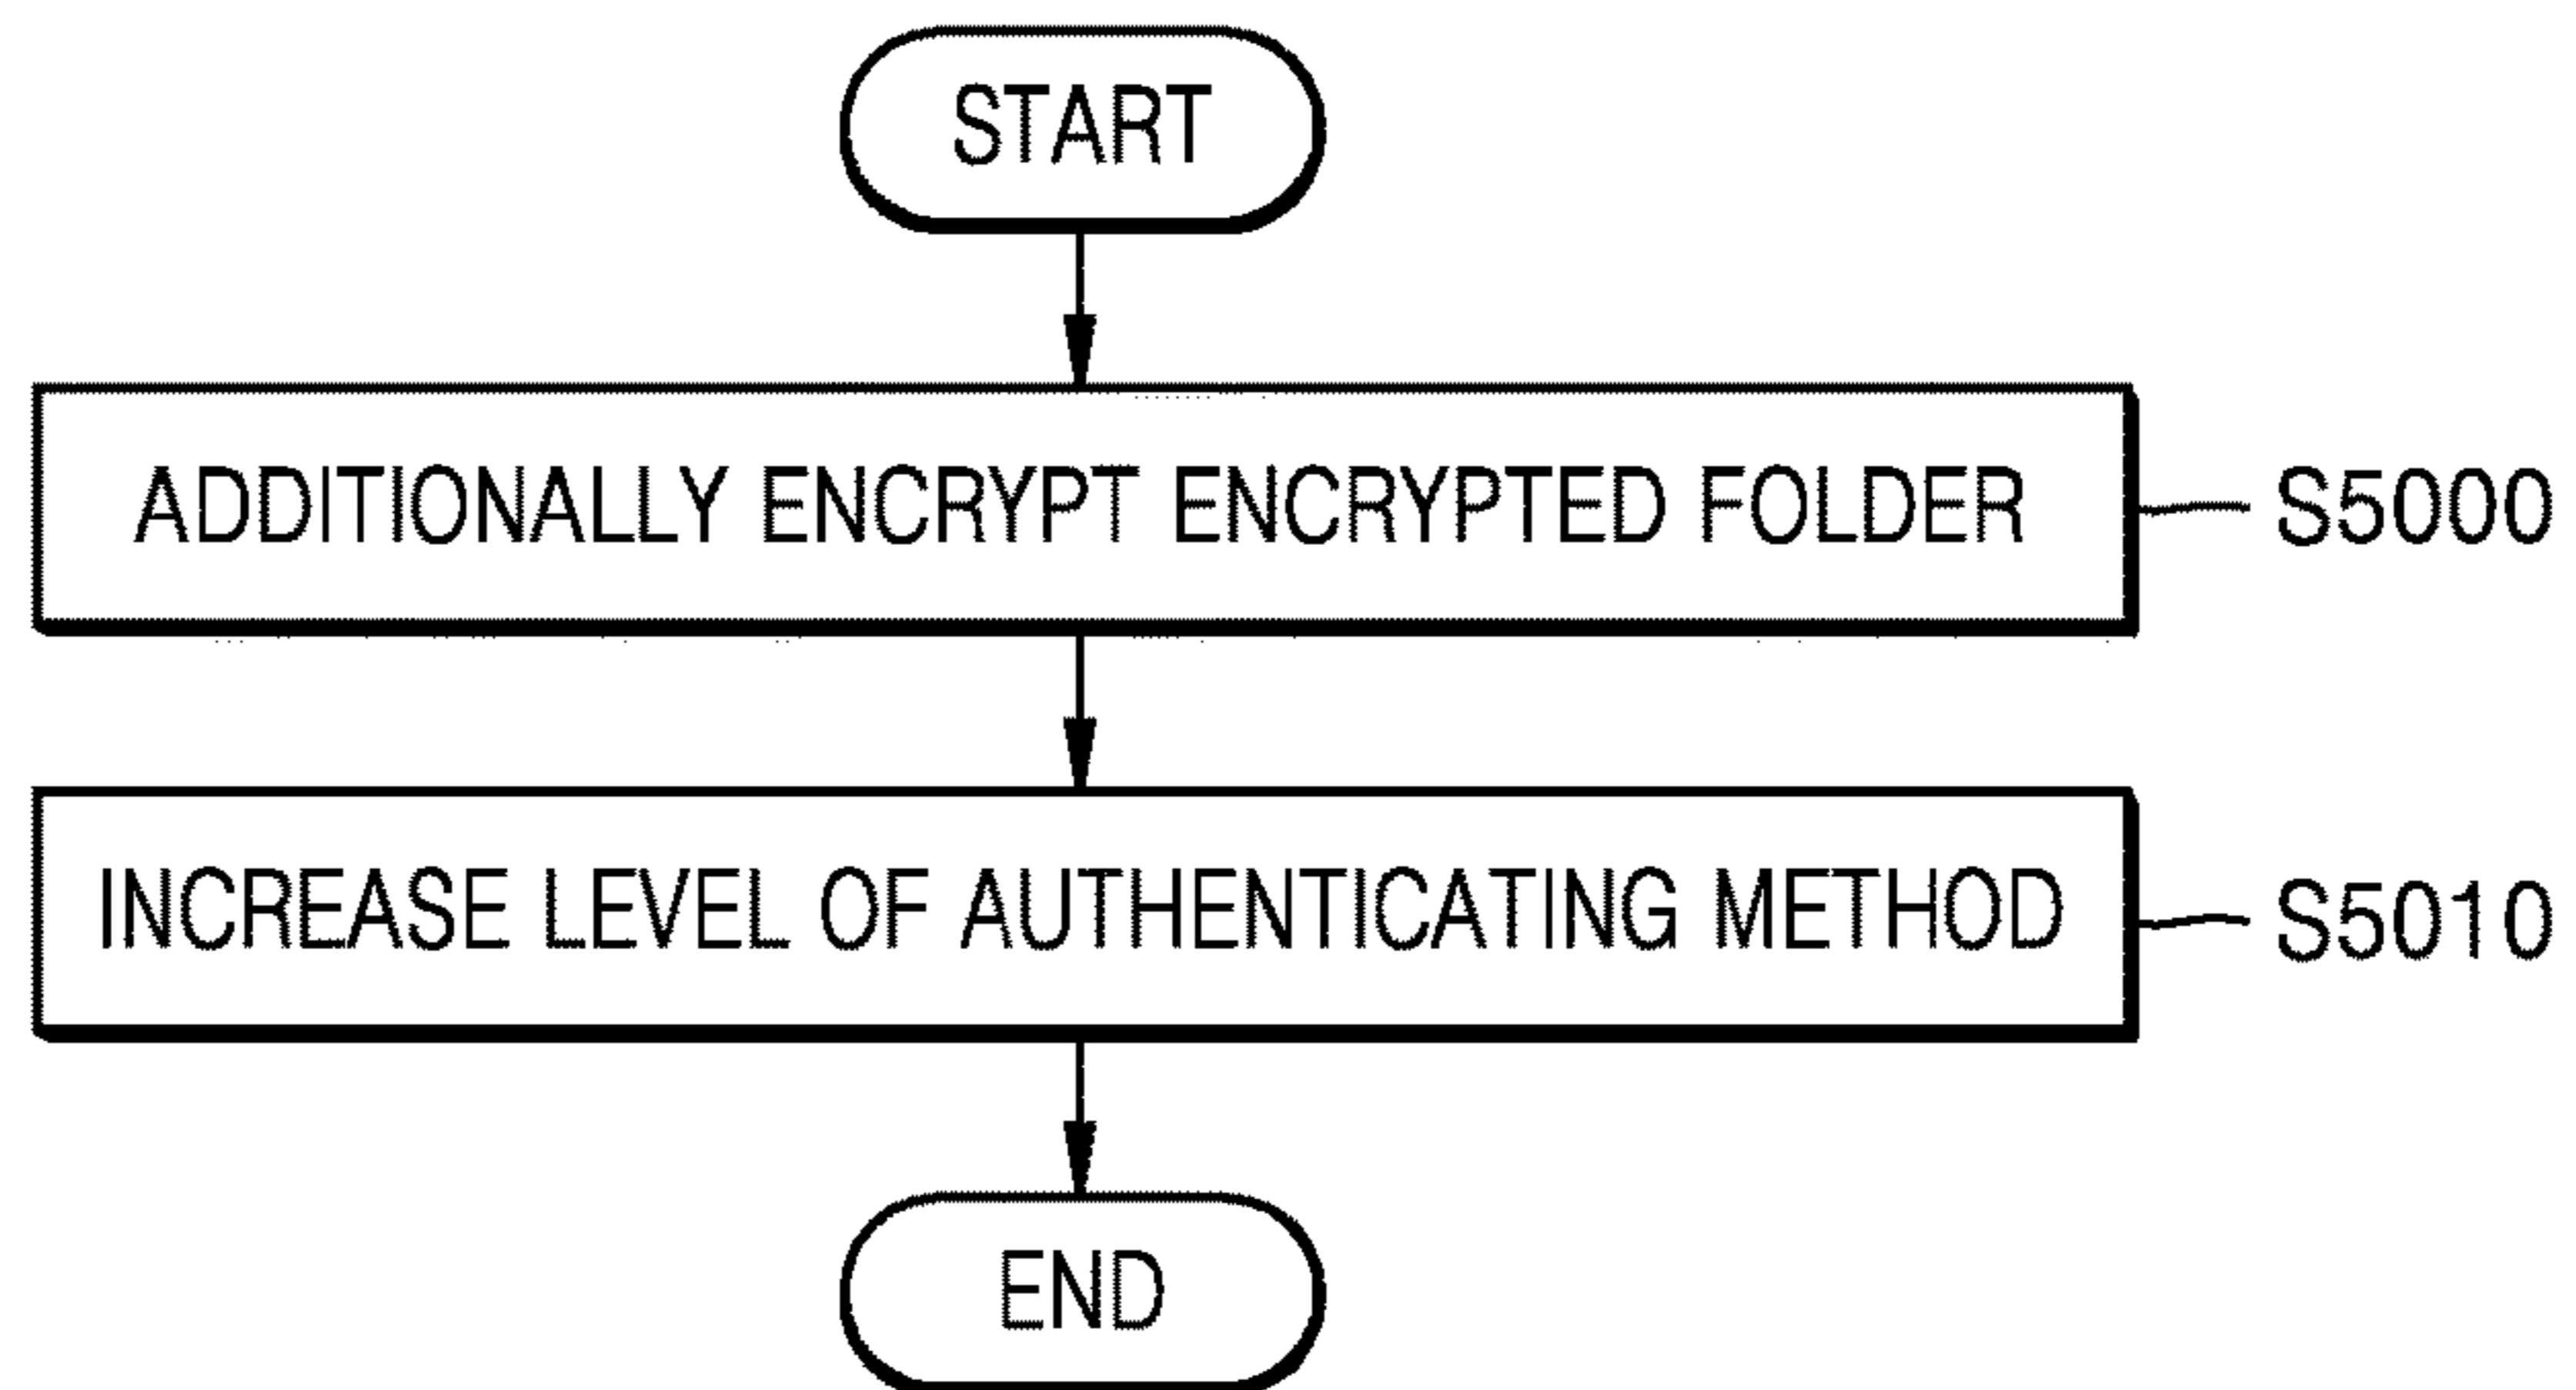 START
ADDITIONALLY ENCRYPT ENCRYPTED FOLDER
S5000
INCREASE LEVEL OF AUTHENTICATING METHOD
S5010
END